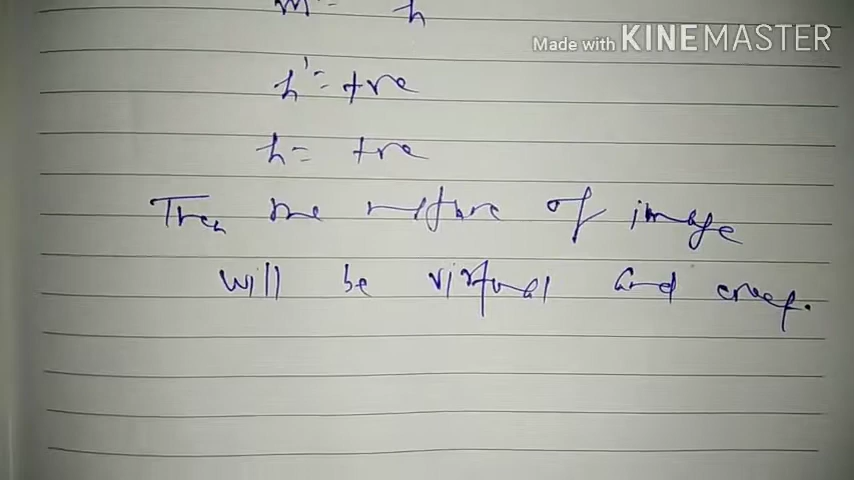 Made with KINEMASTER
h
h' = +ve
h = +ve
Then the nature of image
will be virtual and erect.